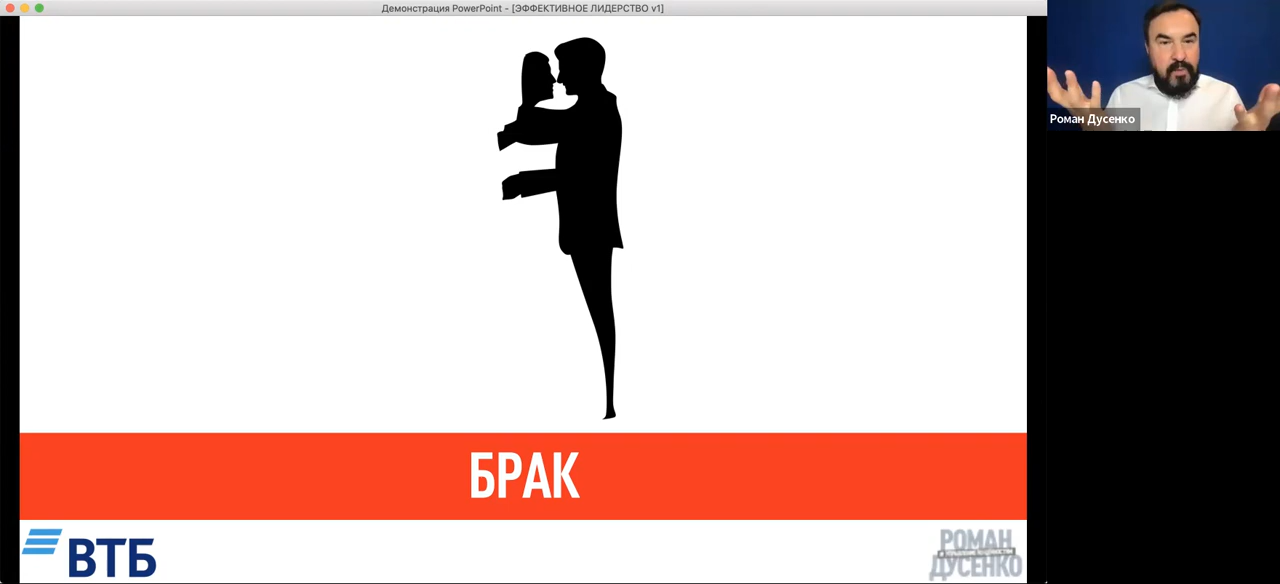 Демонстрация PowerPoint - [ЭФФЕКТИВНОЕ ЛИДЕРСТВО v1]
Роман Дусенко
БРАК
ВТБ
РОМАН
ДУСЕНКО